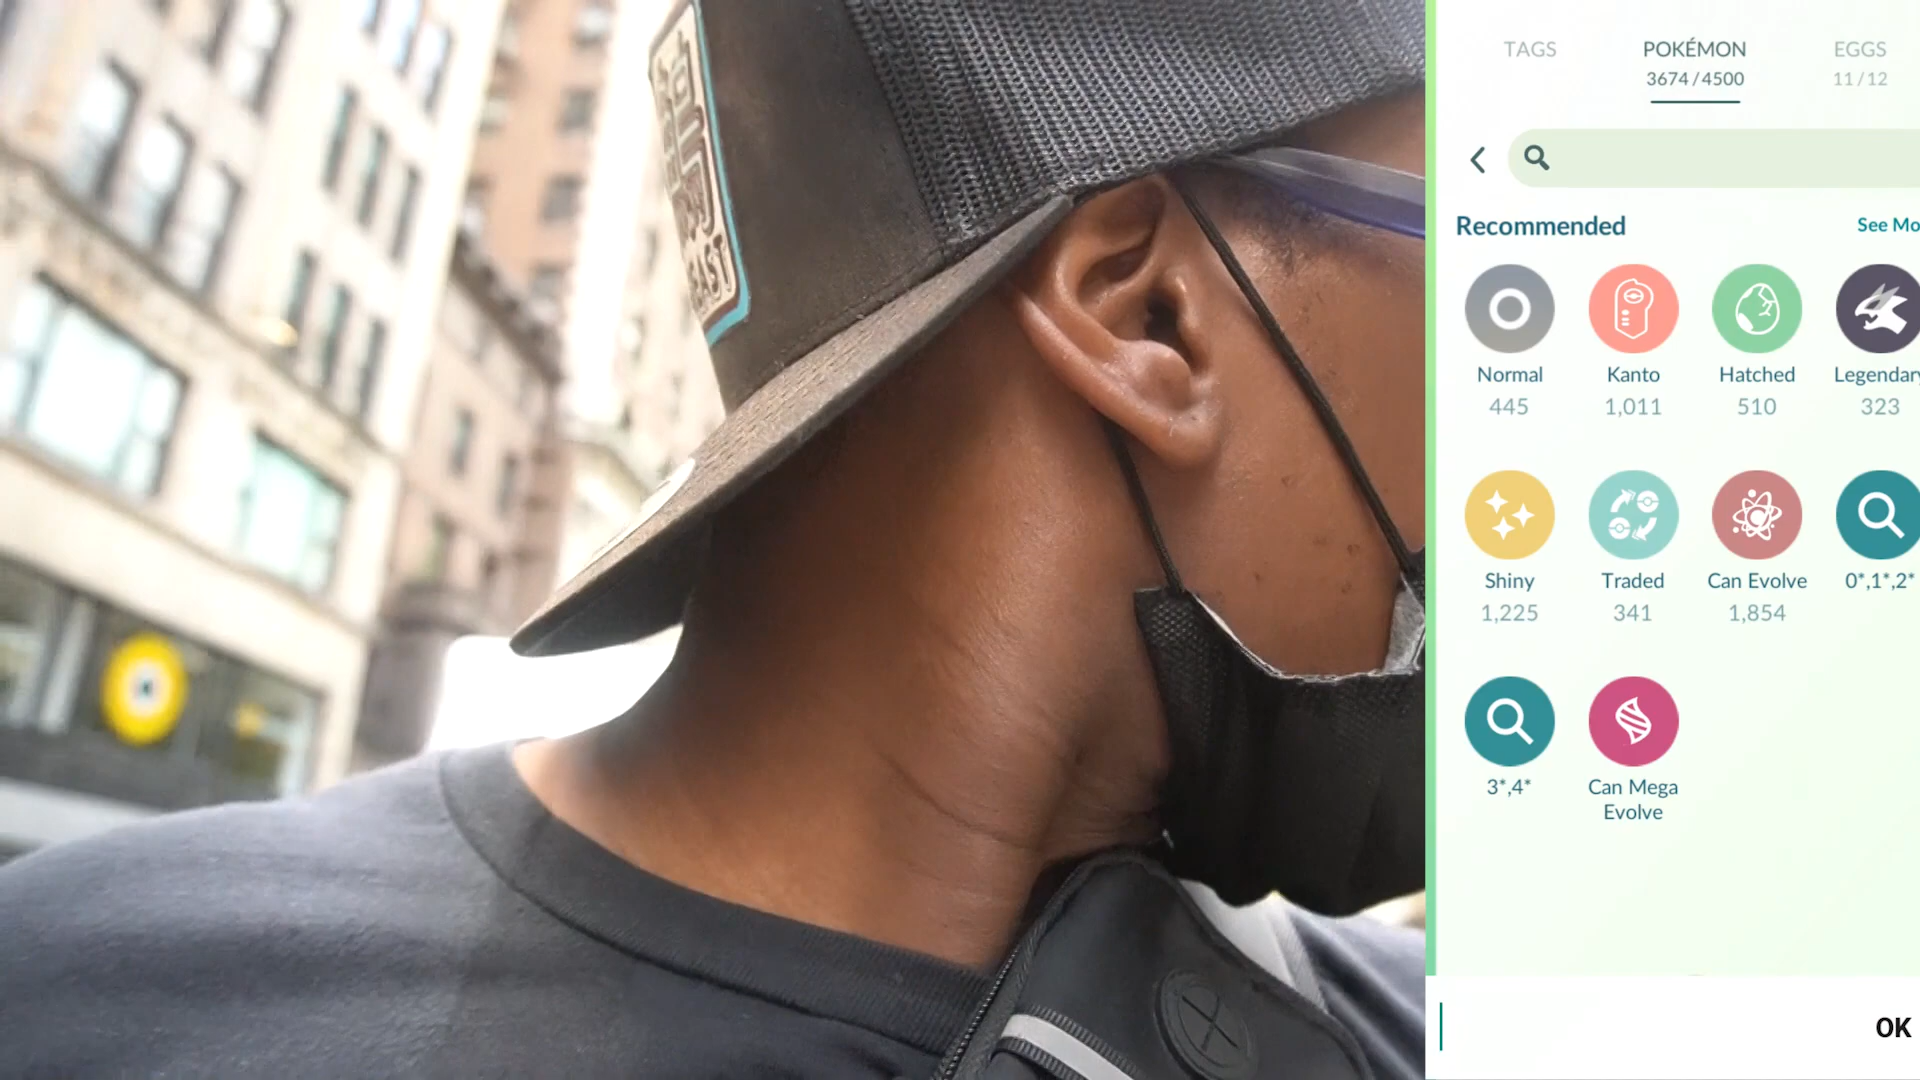 TAGS
POKÉMON
EGGS
3674 / 4500
11 / 12
Recommended
See Mo
Normal
Kanto
Hatched
Legendary
445
1,011
510
323
Shiny
Traded
Can Evolve
0*,1*,2*
1,225
341
1,854
3*,4*
Can Mega
Evolve
OK